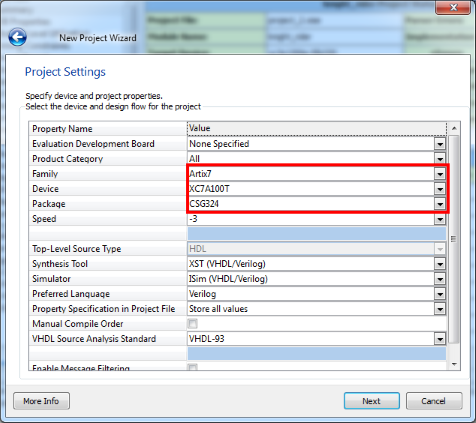 Project File:
Module Name:
New Project Wizard
Project Settings
Specify device and project properties.
Select the device and design flow for the project
Property Name Value
Evaluation Development Board None Specified
Product Category All
Family Artix7
Device XC7A100T
Package CSG324
Speed -3
Top-Level Source Type HDL
Synthesis Tool XST (VHDL/Verilog)
Simulator ISim (VHDL/Verilog)
Preferred Language Verilog
Property Specification in Project File Store all values
Manual Compile Order
VHDL Source Analysis Standard VHDL-93
Enable Message Filtering
More Info Next Cancel